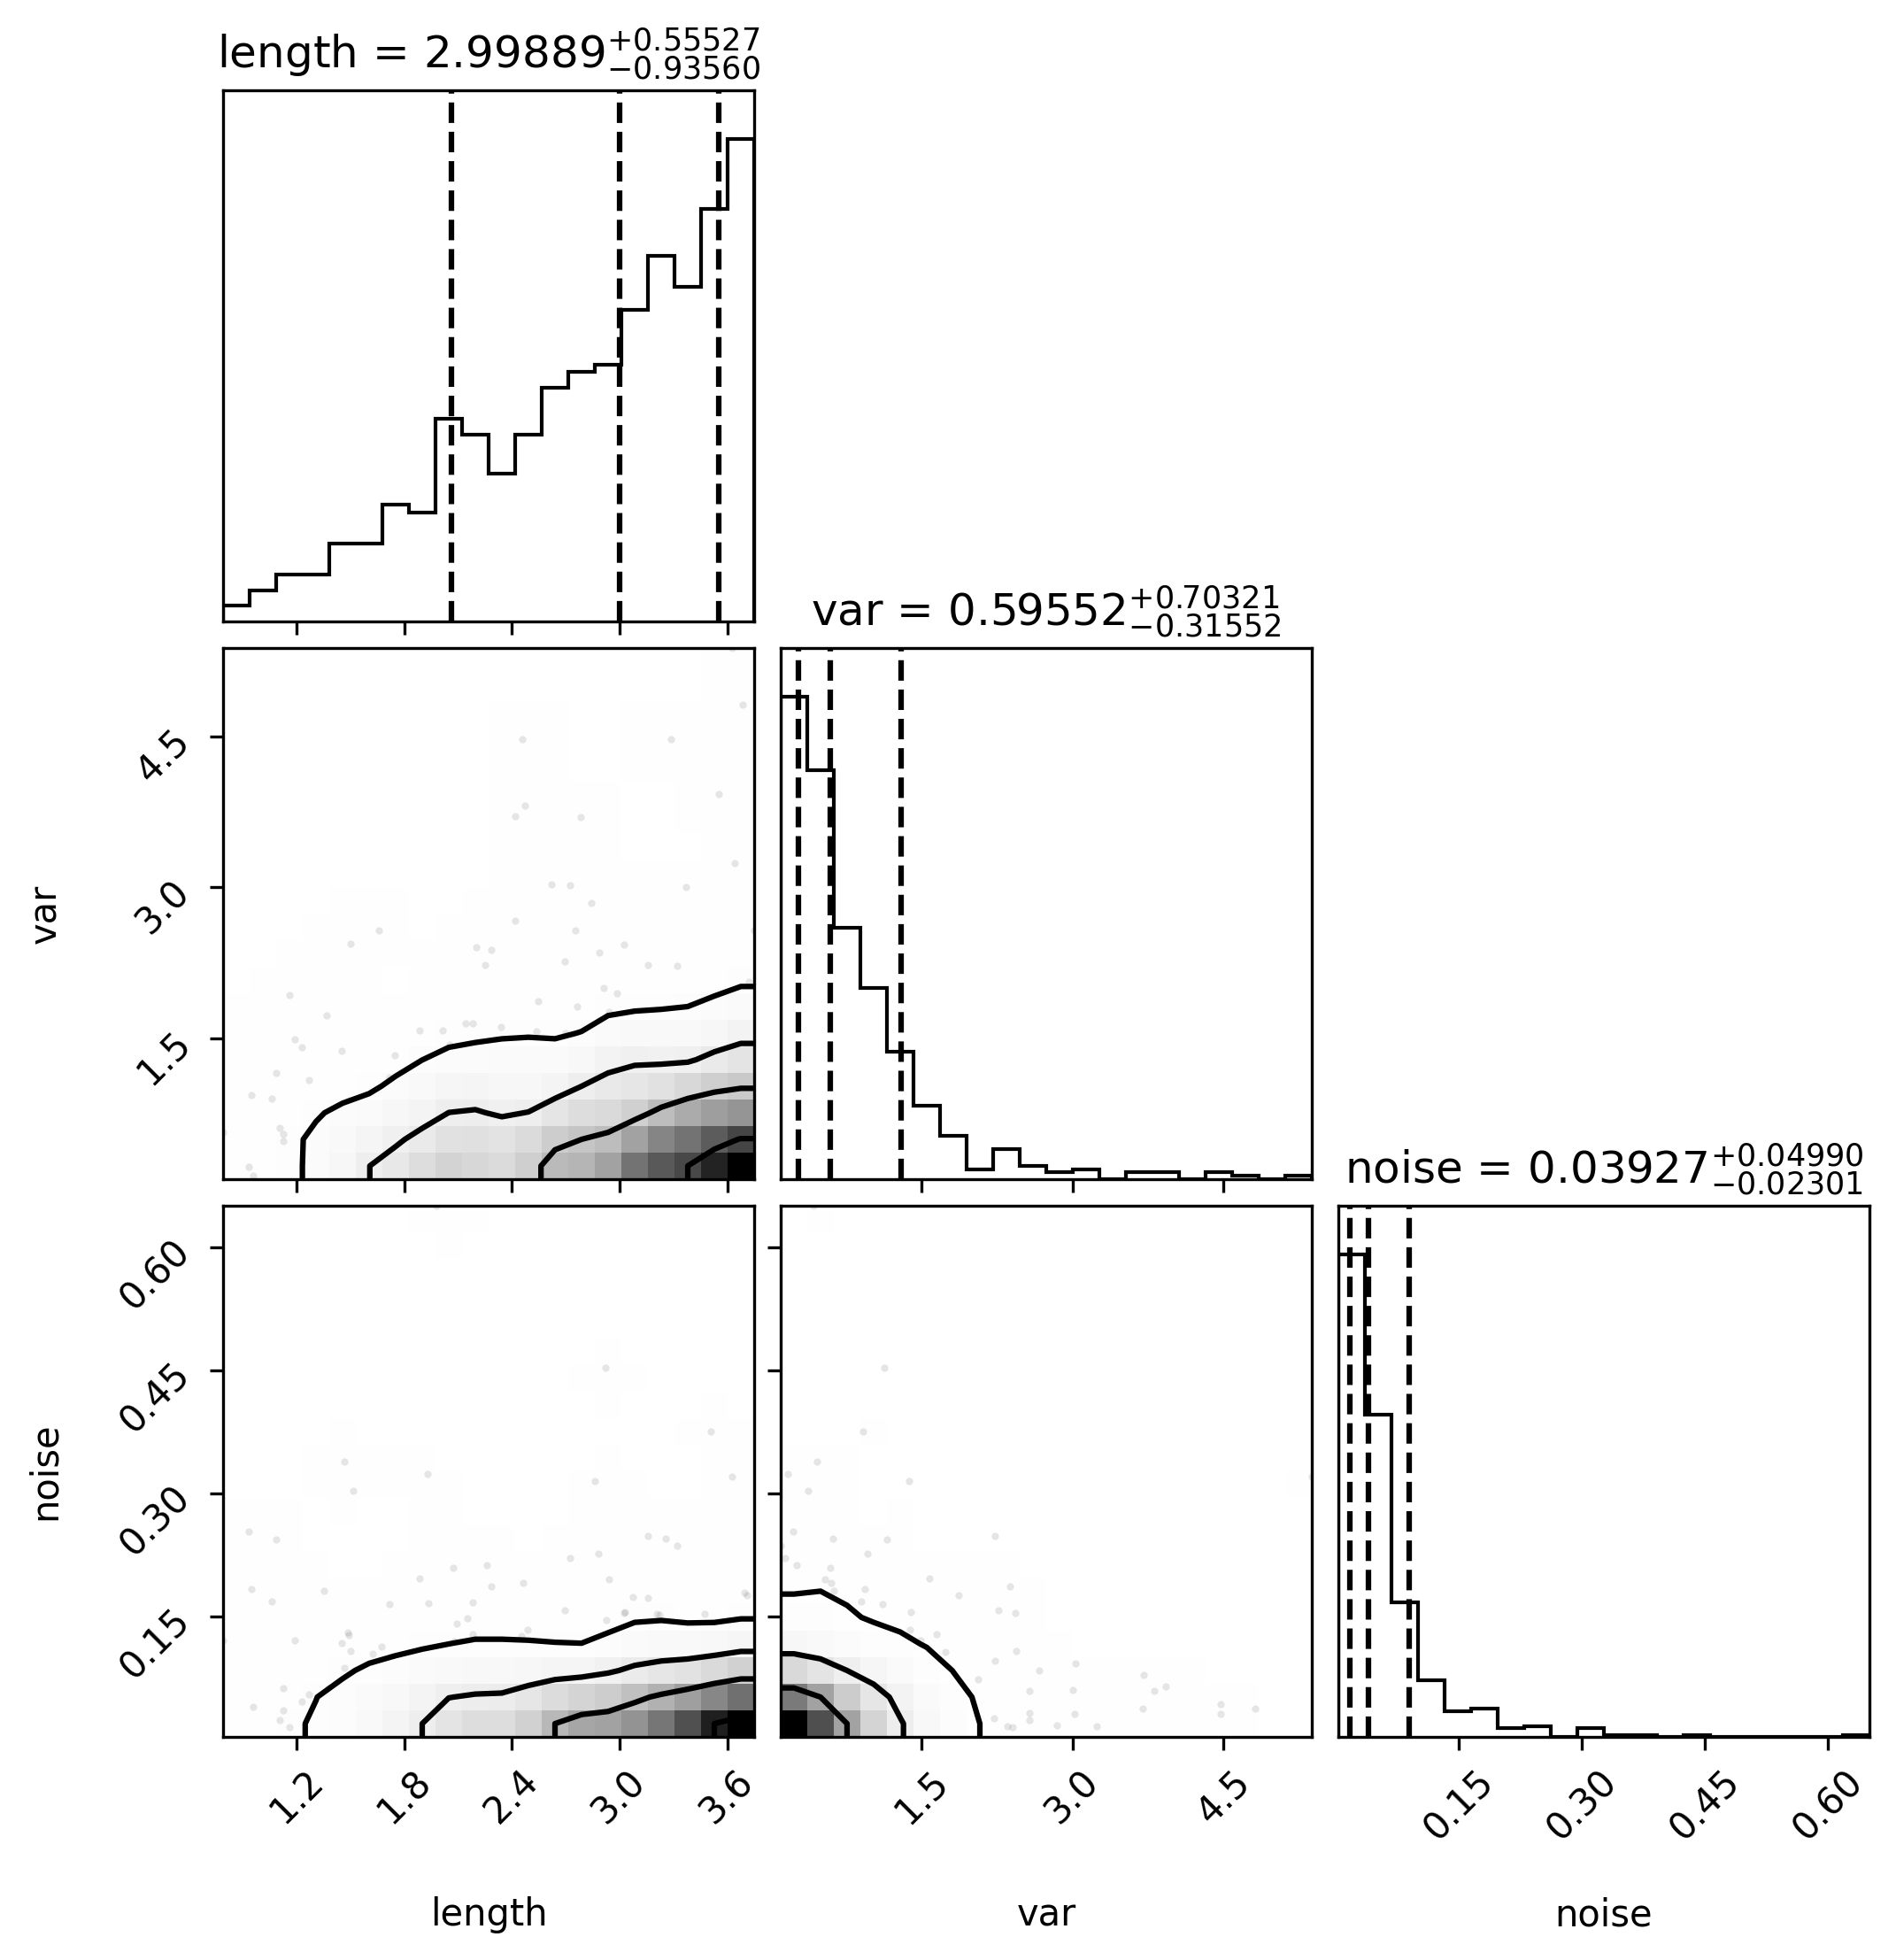 length = 2.99889+0.55527−0.93560
var = 0.59552+0.70321−0.31552
4.5
3.0
1.5
var
noise = 0.03927+0.04990−0.02301
0.60
0.45
0.30
0.15
noise
1.2 1.8 2.4 3.0 3.6 1.5 3.0 4.5 0.15 0.30 0.45 0.60
length var noise